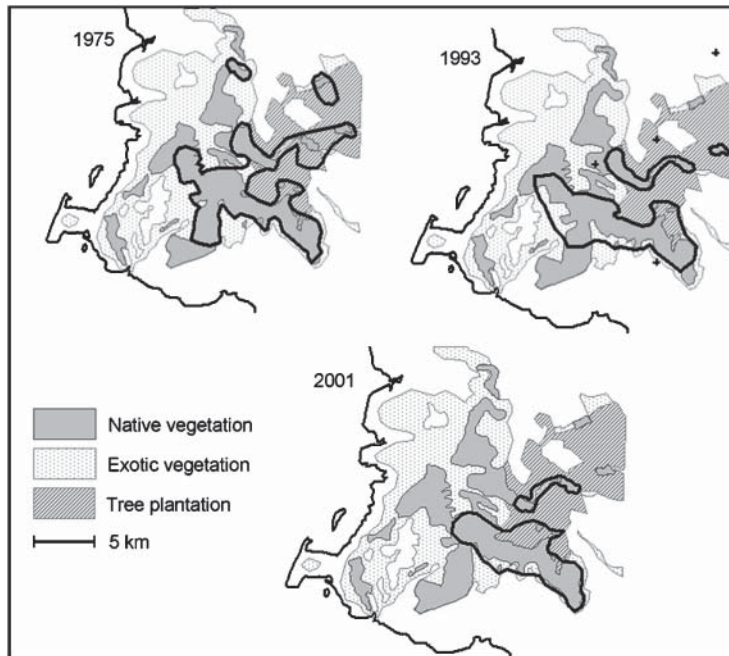 1975
1993
2001
Native vegetation
Exotic vegetation
Tree plantation
5 km